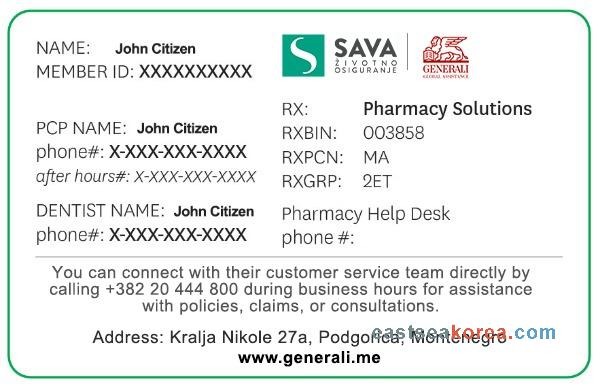 NAME: John Citizen
MEMBER ID: XXXXXXXXXX
SAVA
ŽIVOTNO
OSIGURANJE
GENERALI
GLOBAL ASSISTANCE
PCP NAME: John Citizen
phone#: X-XXX-XXX-XXXX
after hours#: X-XXX-XXX-XXXX
DENTIST NAME: John Citizen
phone#: X-XXX-XXX-XXXX
RX: Pharmacy Solutions
RXBIN: 003858
RXPCN: MA
RXGRP: 2ET
Pharmacy Help Desk
phone #:
You can connect with their customer service team directly by
calling +382 20 444 800 during business hours for assistance
with policies, claims, or consultations.
Address: Kralja Nikole 27a, Podgorica, Montenegro
eastseakorea.com
www.generali.me